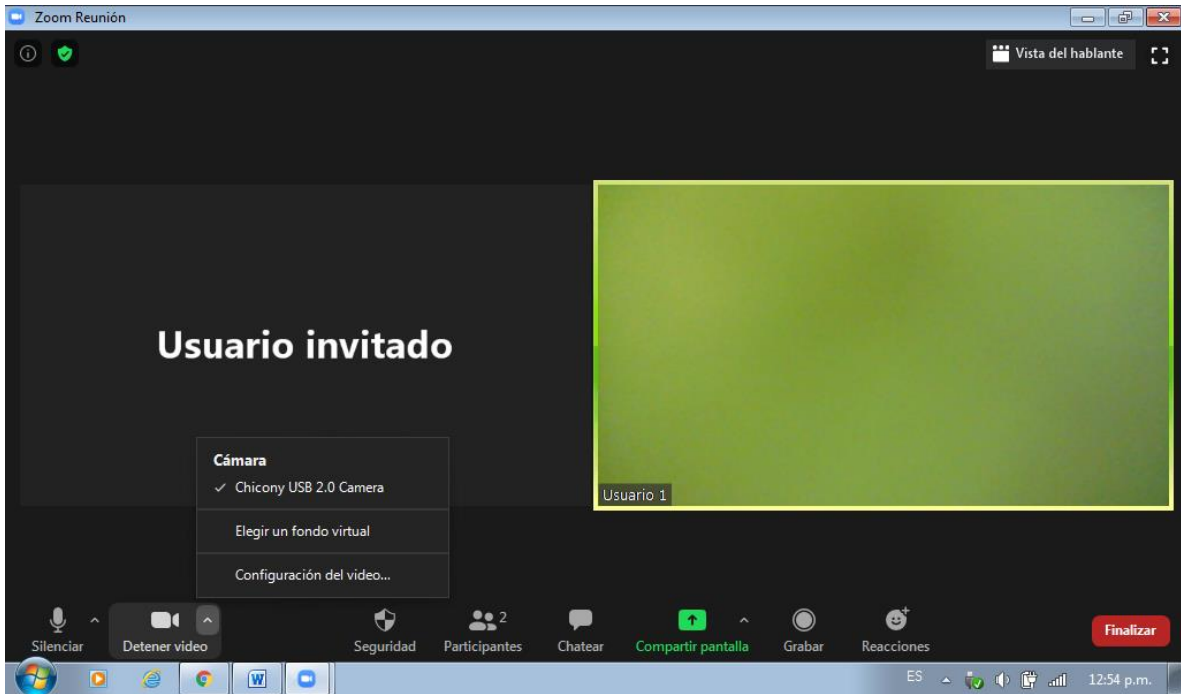 Zoom Reunión
Vista del hablante
Usuario invitado
Usuario 1
Cámara
Chicony USB 2.0 Camera
Elegir un fondo virtual
Configuración del video...
2
Silenciar Detener video Seguridad Participantes Chatear Compartir pantalla Grabar Reacciones Finalizar
W ES 12:54 p.m.